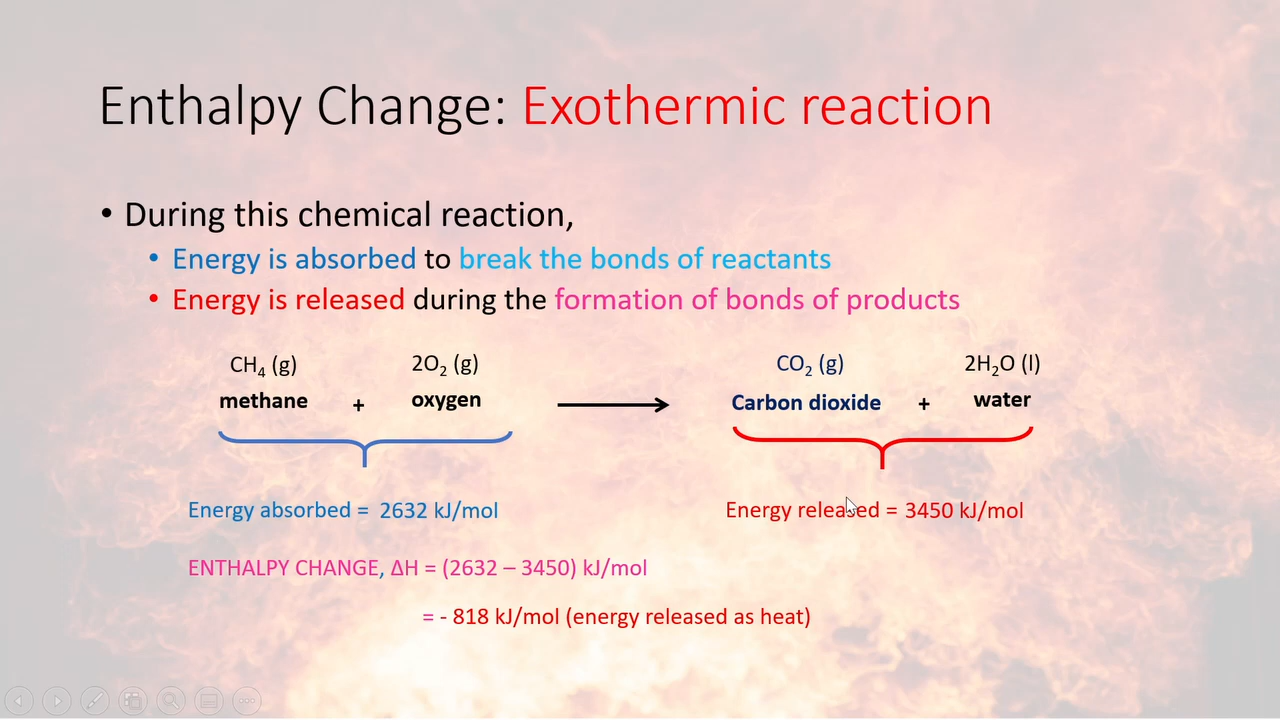 Enthalpy Change: Exothermic reaction
• During this chemical reaction,
• Energy is absorbed to break the bonds of reactants
• Energy is released during the formation of bonds of products
CH₄ (g) 2O₂ (g) CO₂ (g) 2H₂O (l)
methane + oxygen → Carbon dioxide + water
Energy absorbed = 2632 kJ/mol Energy released = 3450 kJ/mol
ENTHALPY CHANGE, ΔH = (2632 – 3450) kJ/mol
= - 818 kJ/mol (energy released as heat)